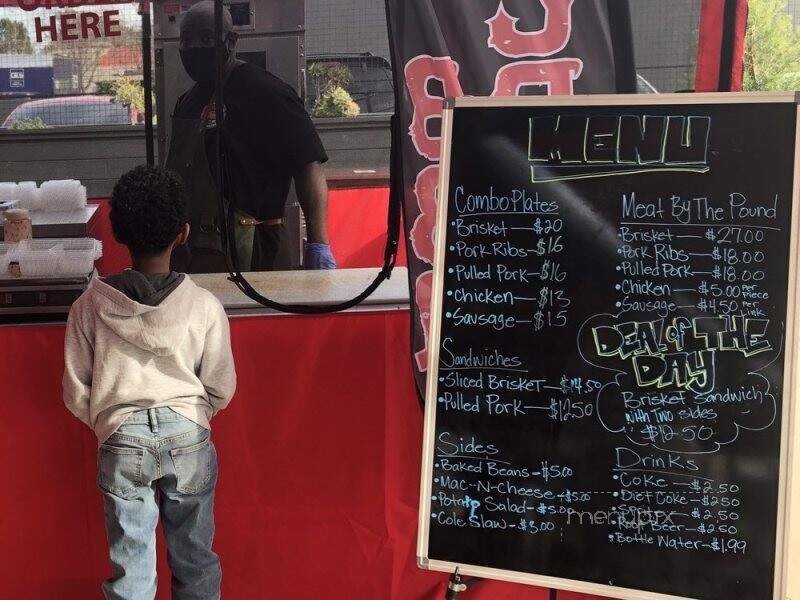 HERE
MENU
Combo Plates
•Brisket—$20
•Pork Ribs-$16
•Pulled Pork-$16
•Chicken—$13
•Sausage—$15
Sandwiches
•Sliced Brisket—$14.50
•Pulled Pork—$12.50
Sides
•Baked Beans-$5.00
•Mac-N-Cheese-$5.00
•Potato Salad-$5.00
•Cole Slaw-$5.00
Meat By The Pound
•Brisket—$27.00
•Pork Ribs—$18.00
•Pulled Pork—$18.00
•Chicken—$5.00 Per Piece
•Sausage—$4.50 Per Link
DEAL of THE
DAY
Brisket Sandwich
with Two sides
$12.50
Drinks
•Coke—$2.50
•Diet Coke-$2.50
$2.50
Beer—$2.50
•Bottle Water—$1.99
menupix